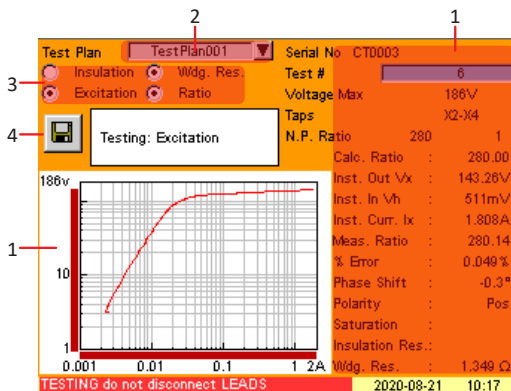 1
2
3
4
1
Test Plan TestPlan001 Serial No CT0003
Insulation Wdg. Res. Test # 6
Excitation Ratio Voltage Max 186V
Taps X2-X4
Testing: Excitation N.P. Ratio 280 1
Calc. Ratio : 280.00
186v Inst. Out Vx : 143.26V
Inst. In Vh : 511mV
Inst. Curr. Ix : 1.808A
Meas. Ratio : 280.14
10 % Error : 0.049%
Phase Shift : -0.3°
Polarity : Pos
Saturation :
1 Insulation Res.:
0.001 0.01 0.1 1 2A Wdg. Res. : 1.349 Ω
TESTING do not disconnect LEADS 2020-08-21 10:17